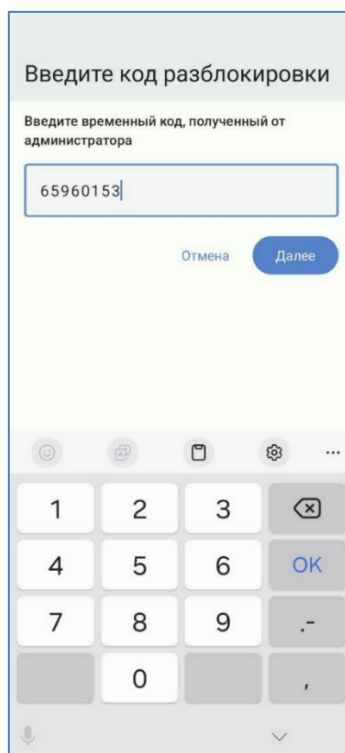 Введите код разблокировки
Введите временный код, полученный от
администратора
65960153
Отмена
Далее
1 2 3
4 5 6 OK
7 8 9 .-
0 ,